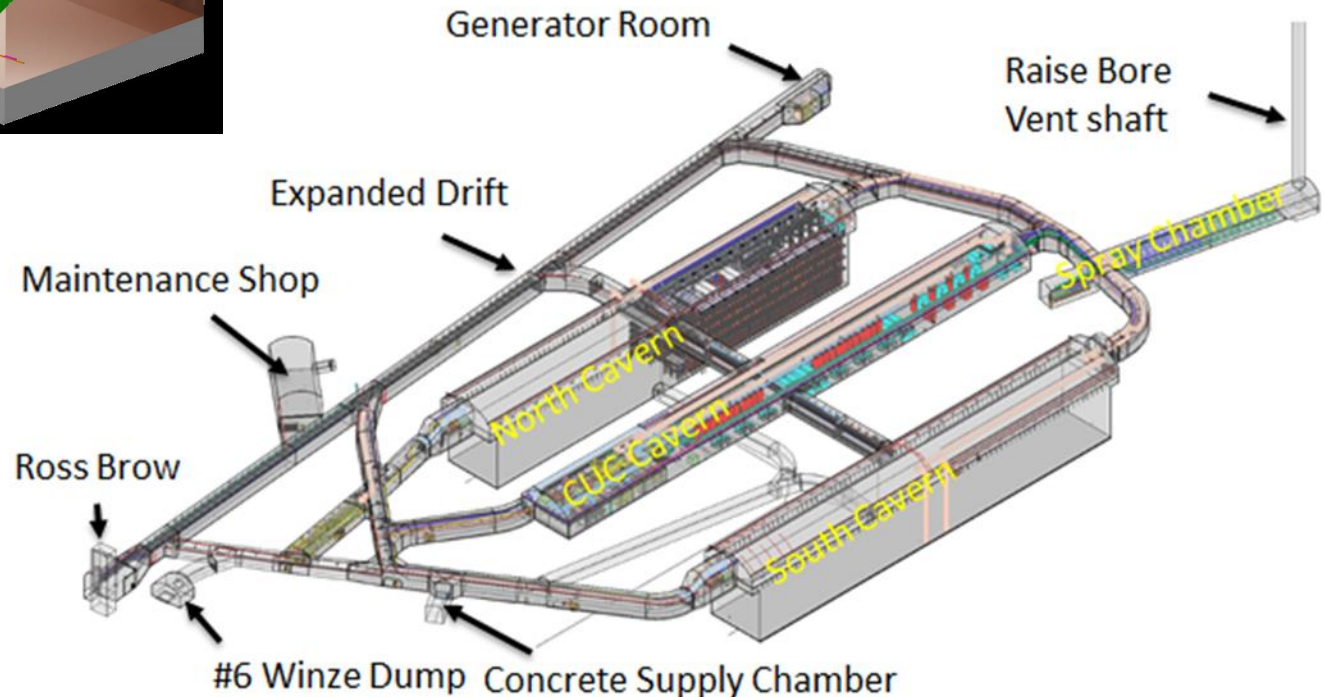 Generator Room
Raise Bore
Vent shaft
Expanded Drift
Spray Chamber
Maintenance Shop
North Cavern
CUC Cavern
Ross Brow
South Cavern
#6 Winze Dump
Concrete Supply Chamber